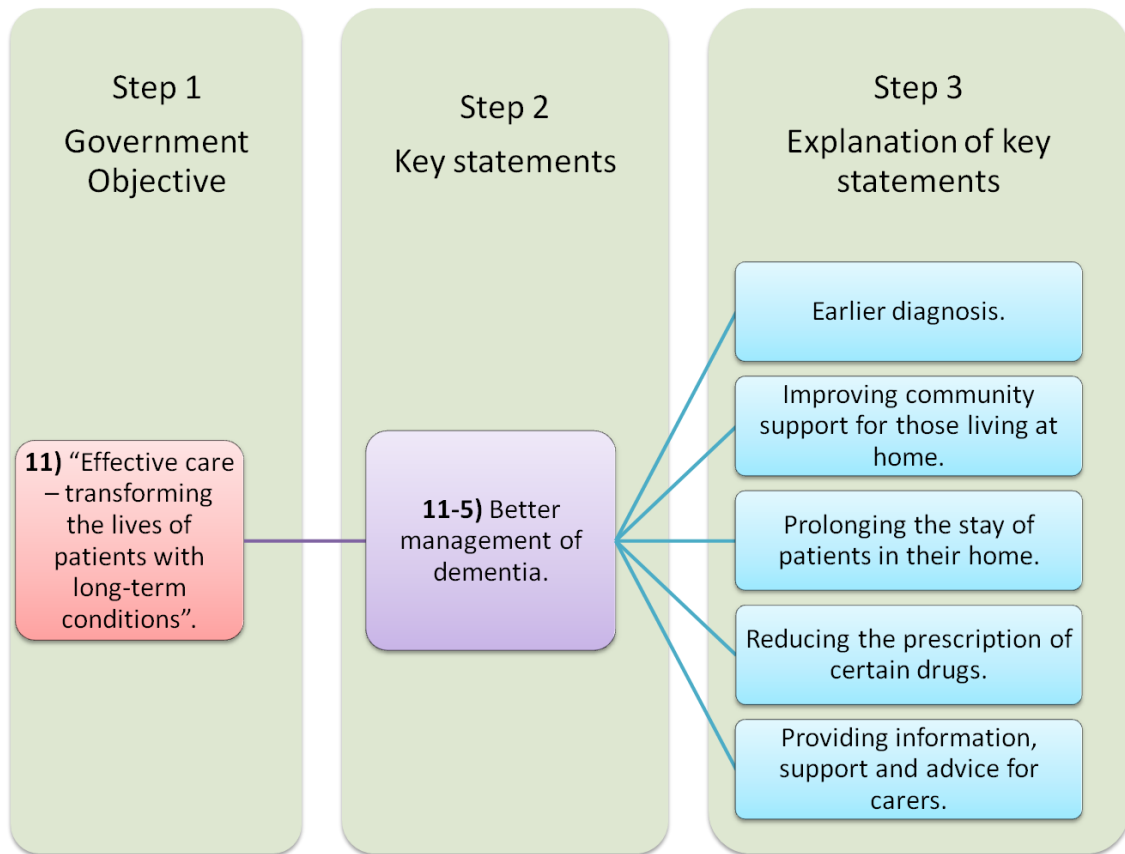 Step 1
Government
Objective
Step 2
Key statements
Step 3
Explanation of key
statements
11) “Effective care
– transforming
the lives of
patients with
long-term
conditions”.
11-5) Better
management of
dementia.
Earlier diagnosis.
Improving community
support for those living at
home.
Prolonging the stay of
patients in their home.
Reducing the prescription of
certain drugs.
Providing information,
support and advice for
carers.